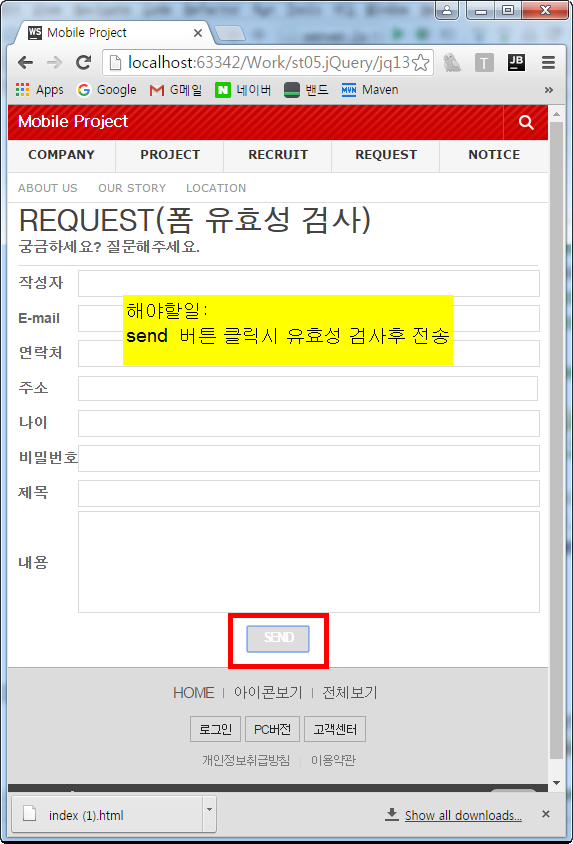 WS Mobile Project
localhost:63342/Work/st05.jQuery/jq13
T
JB
Apps Google G메일 N 네이버 밴드 MVN Maven »
Mobile Project
COMPANY PROJECT RECRUIT REQUEST NOTICE
ABOUT US OUR STORY LOCATION
REQUEST(폼 유효성 검사)
궁금하세요? 질문해주세요.
작성자
해야할일:
E-mail
send 버튼 클릭시 유효성 검사후 전송
연락처
주소
나이
비밀번호
제목
내용
SEND
HOME | 아이콘보기 | 전체보기
로그인 PC버전 고객센터
개인정보취급방침 | 이용약관
index (1).html
Show all downloads...